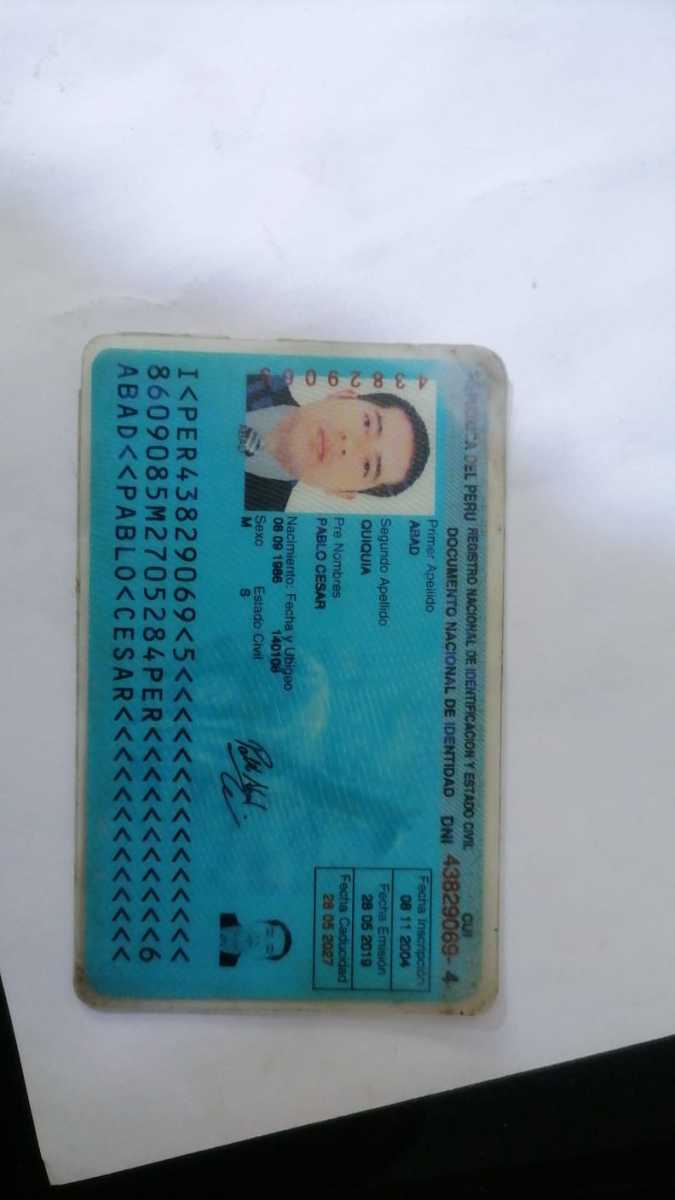 DEL PERU REGISTRO NACIONAL DE IDENTIFICACION Y ESTADO CIVIL
DOCUMENTO NACIONAL DE IDENTIDAD DNI 43829069-4
CUI
Primer Apellido
ABAD
Segundo Apellido
QUIQUIA
Pre Nombres
PABLO CESAR
Nacimiento: Fecha y Ubigeo
08 09 1986 140108
Sexo Estado Civil
M S
Fecha Inscripción
08 11 2004
Fecha Emisión
28 05 2019
Fecha Caducidad
28 05 2027
43829069
I<PER43829069<5<<<<<<<<<<<<<<<
8609085M2705284PER<<<<<<<<<<<6
ABAD<<PABLO<CESAR<<<<<<<<<<<<<